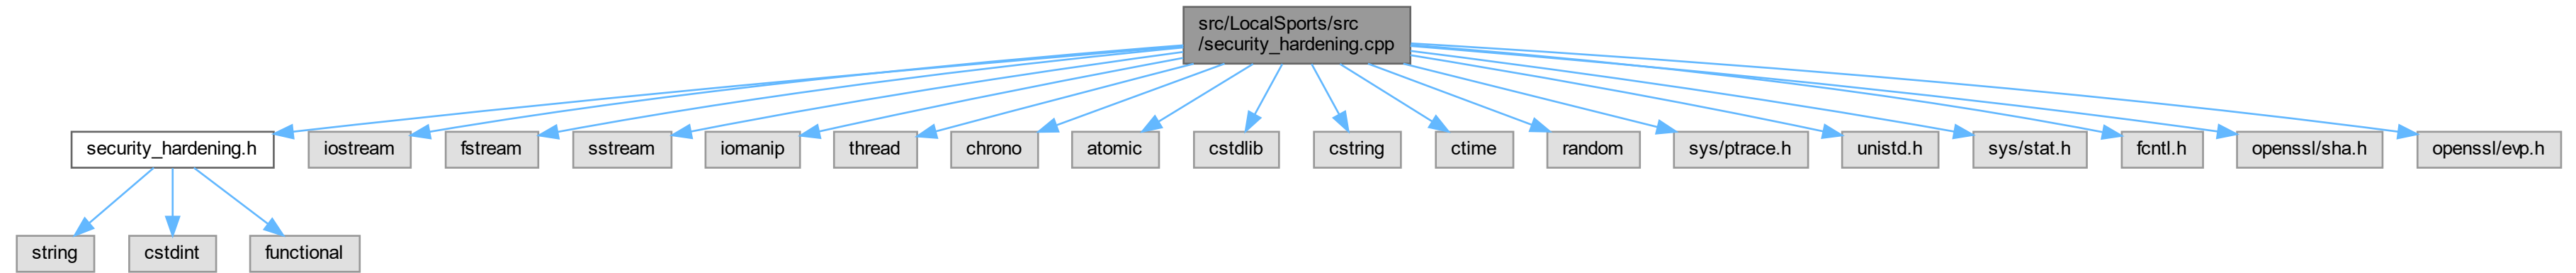 src/LocalSports/src
/security_hardening.cpp
security_hardening.h
iostream
fstream
sstream
iomanip
thread
chrono
atomic
cstdlib
cstring
ctime
random
sys/ptrace.h
unistd.h
sys/stat.h
fcntl.h
openssl/sha.h
openssl/evp.h
string
cstdint
functional